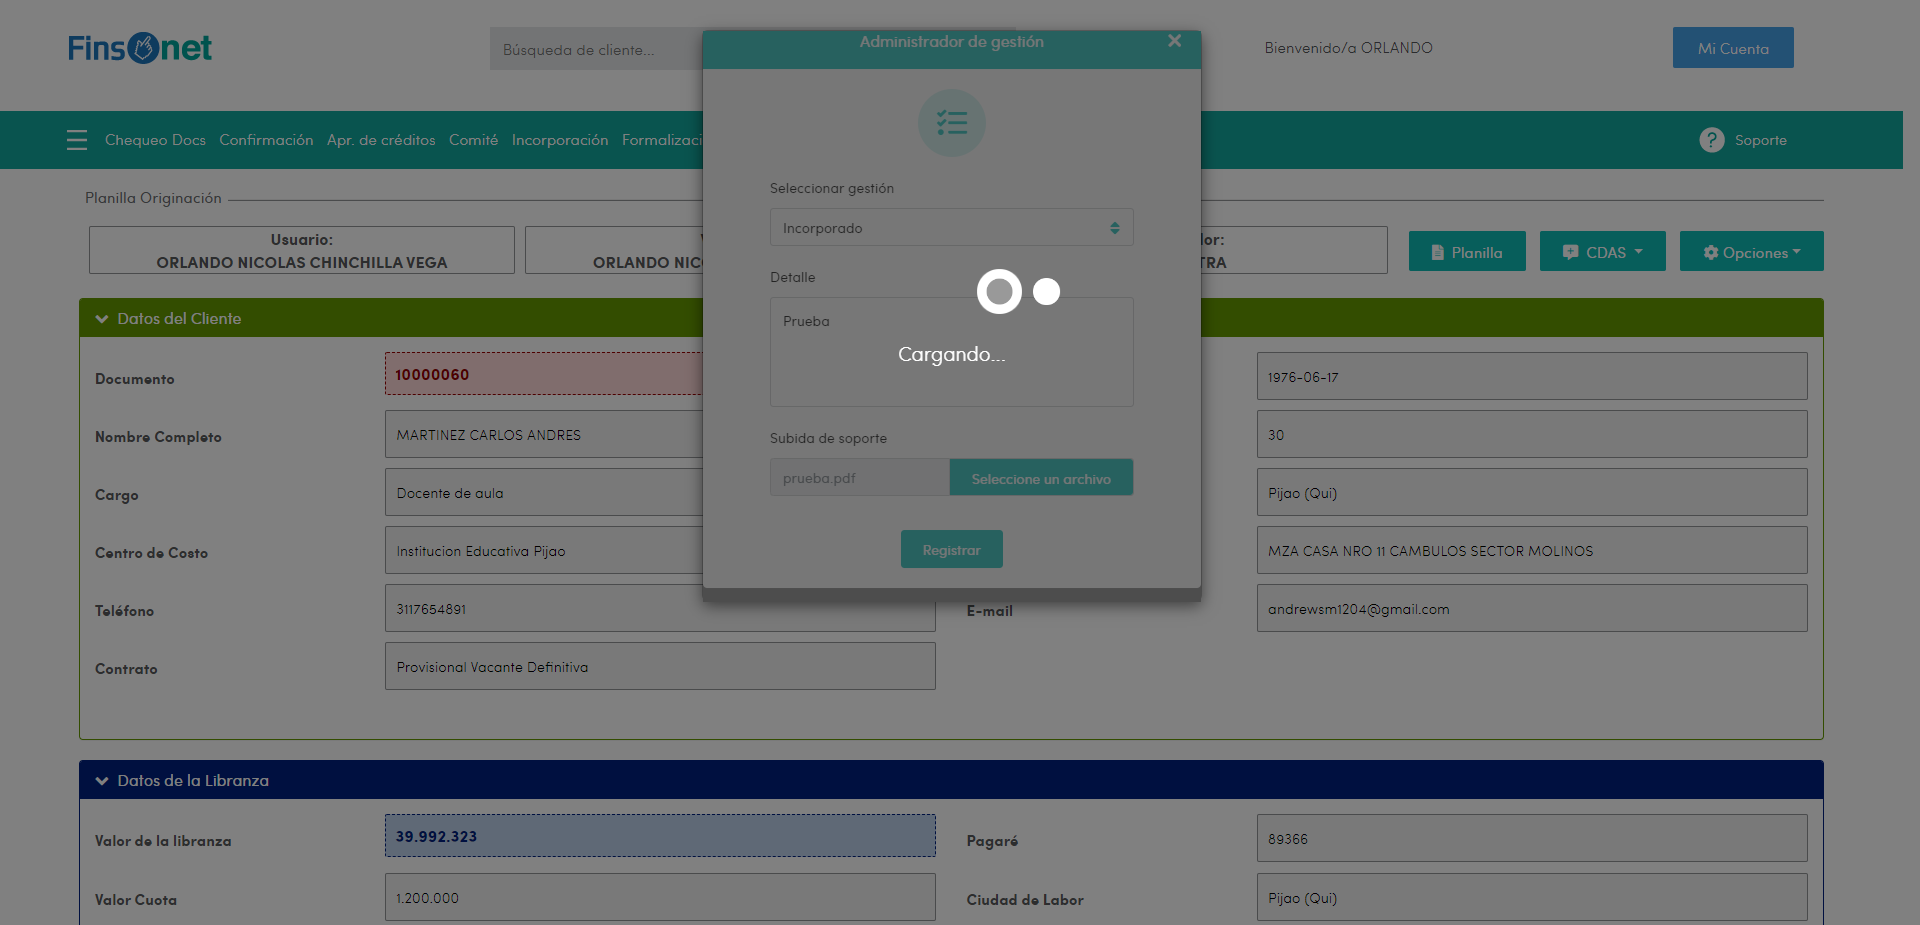 Finsonet
Búsqueda de cliente...
Administrador de gestión
Bienvenido/a ORLANDO
Mi Cuenta
Chequeo Docs Confirmación Apr. de créditos Comité Incorporación Formalizaci
? Soporte
Planilla Originación
Usuario:
ORLANDO NICOLAS CHINCHILLA VEGA
ORLANDO NIC
or:
TRA
Planilla
CDAS
Opciones
Seleccionar gestión
Incorporado
Detalle
Prueba
Cargando...
Subida de soporte
prueba.pdf
Seleccione un archivo
Registrar
Datos del Cliente
Documento
10000060
1976-06-17
Nombre Completo
MARTINEZ CARLOS ANDRES
30
Cargo
Docente de aula
Pijao (Qui)
Centro de Costo
Institucion Educativa Pijao
MZA CASA NRO 11 CAMBULOS SECTOR MOLINOS
Teléfono
3117654891
E-mail
andrewsm1204@gmail.com
Contrato
Provisional Vacante Definitiva
Datos de la Libranza
Valor de la libranza
39.992.323
Pagaré
89366
Valor Cuota
1.200.000
Ciudad de Labor
Pijao (Qui)